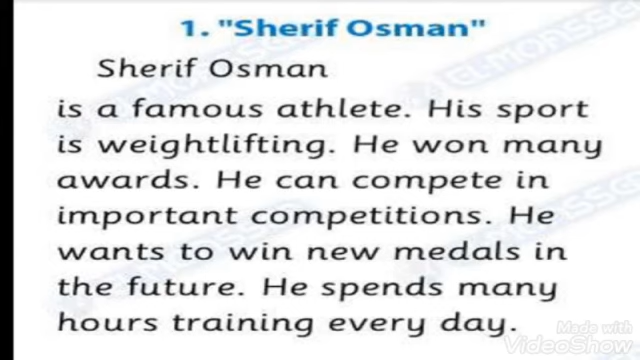 1. "Sherif Osman"
Sherif Osman
is a famous athlete. His sport
is weightlifting. He won many
awards. He can compete in
important competitions. He
wants to win new medals in
the future. He spends many
hours training every day.
Made with
VideoShow